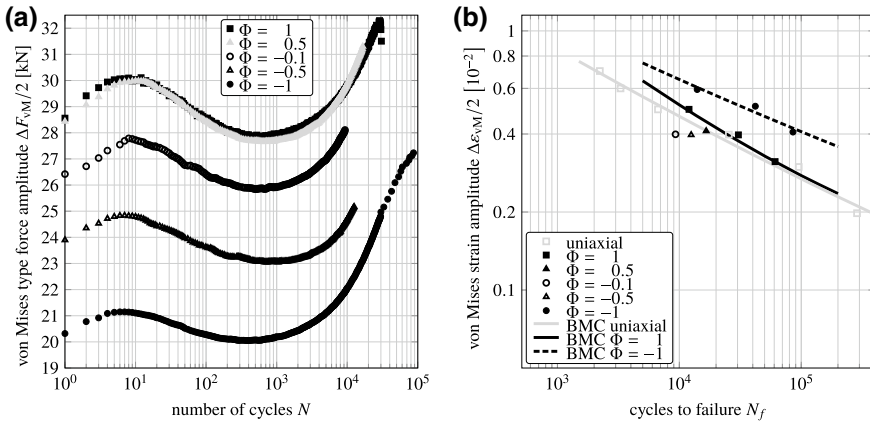 (a)
von Mises type force amplitude ΔF_vM/2 [kN]
32
31
30
29
28
27
26
25
24
23
22
21
20
19
Φ = 1
Φ = 0.5
Φ = −0.1
Φ = −0.5
Φ = −1
10^0 10^1 10^2 10^3 10^4 10^5
number of cycles N
(b)
von Mises strain amplitude Δε_vM/2 [10^-2]
1
0.8
0.6
0.4
0.2
0.1
uniaxial
Φ = 1
Φ = 0.5
Φ = −0.1
Φ = −0.5
Φ = −1
BMC uniaxial
BMC Φ = 1
BMC Φ = −1
10^3 10^4 10^5
cycles to failure N_f